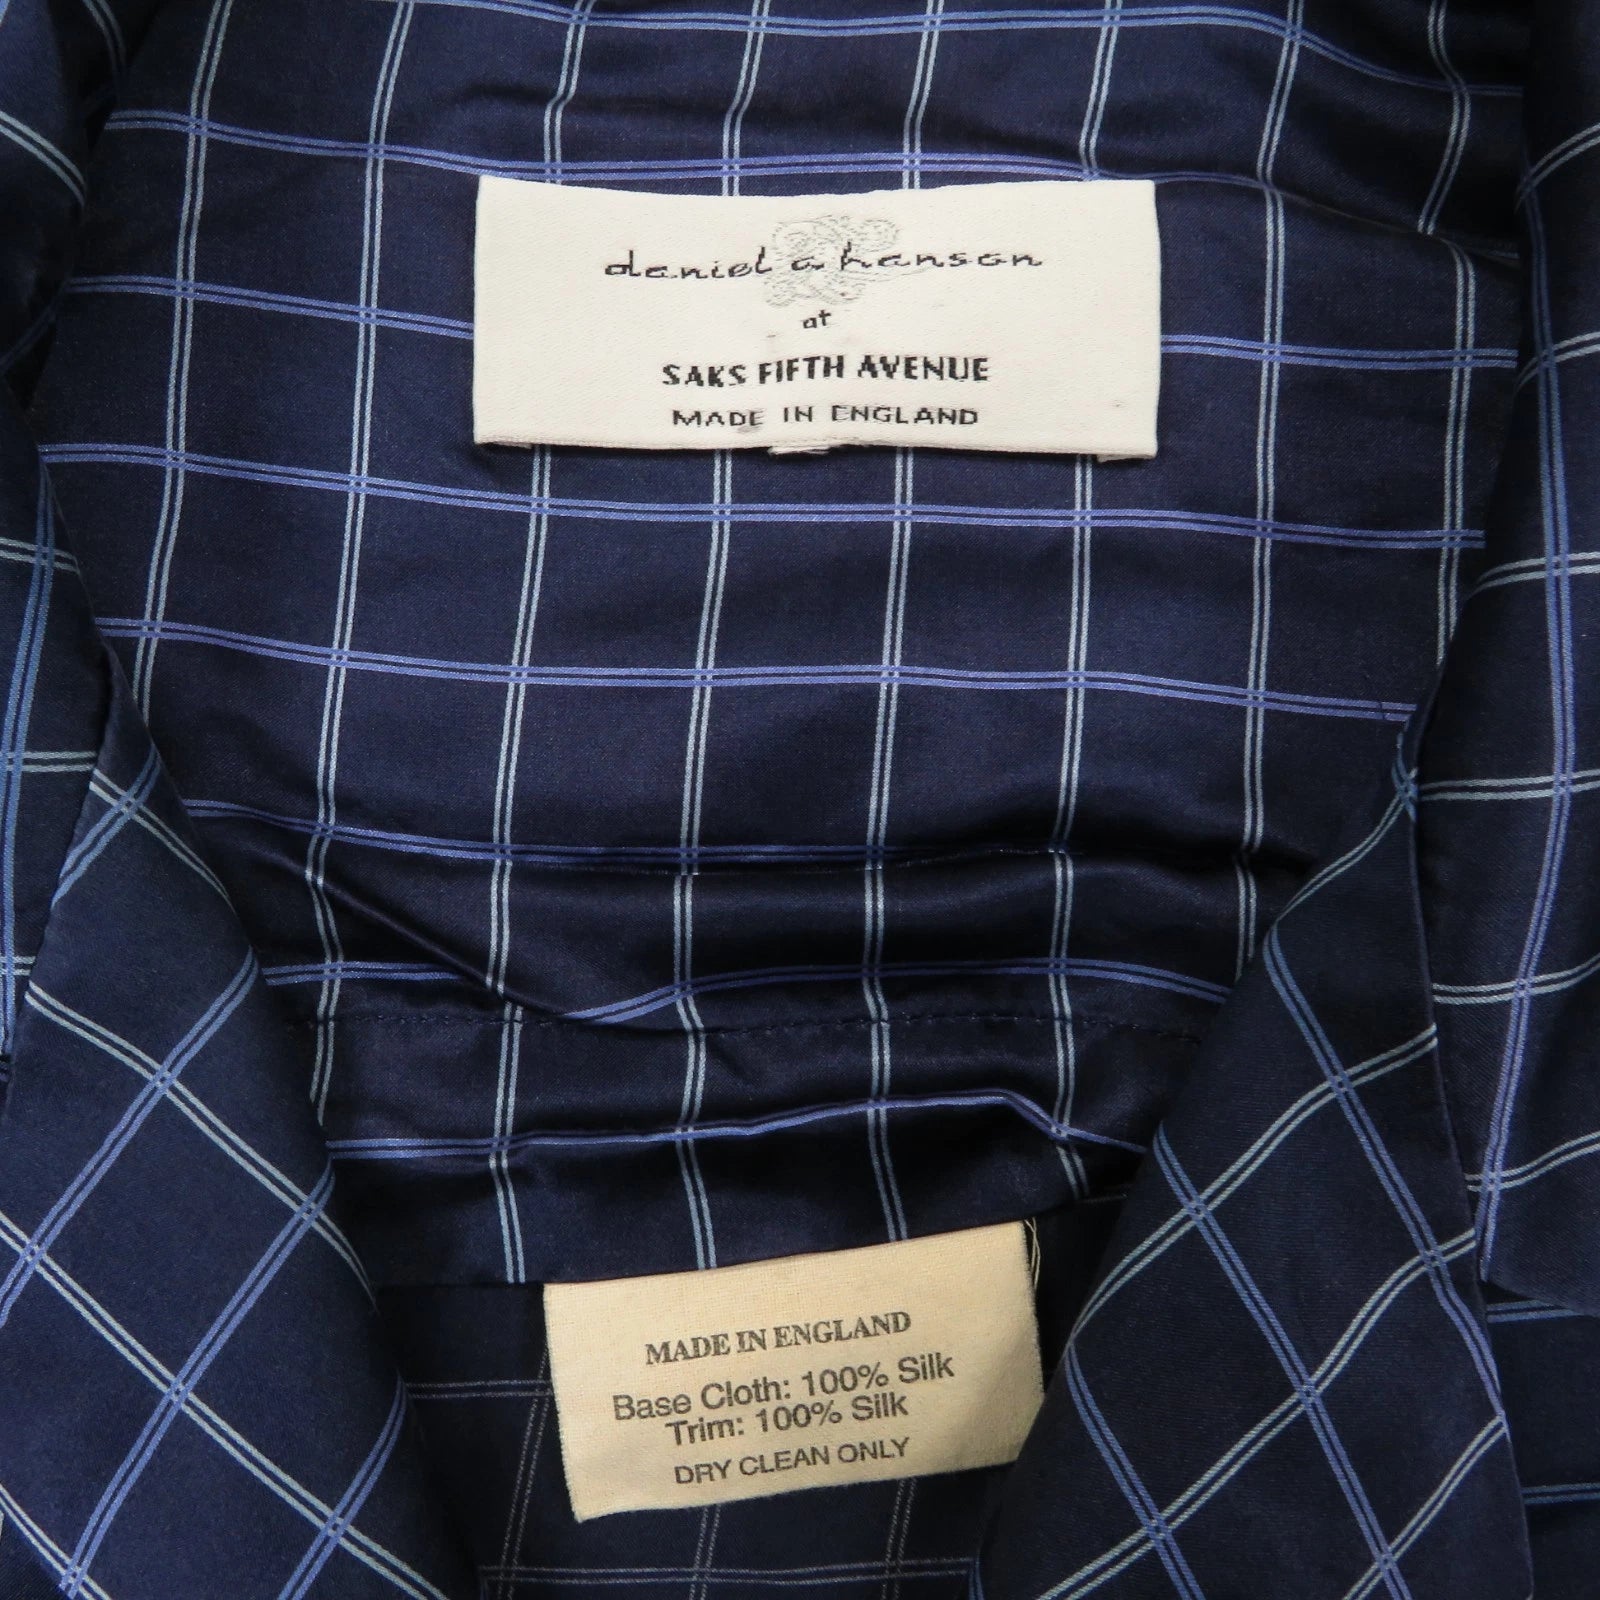 daniel a hanson
at
SAKS FIFTH AVENUE
MADE IN ENGLAND
MADE IN ENGLAND
Base Cloth: 100% Silk
Trim: 100% Silk
DRY CLEAN ONLY